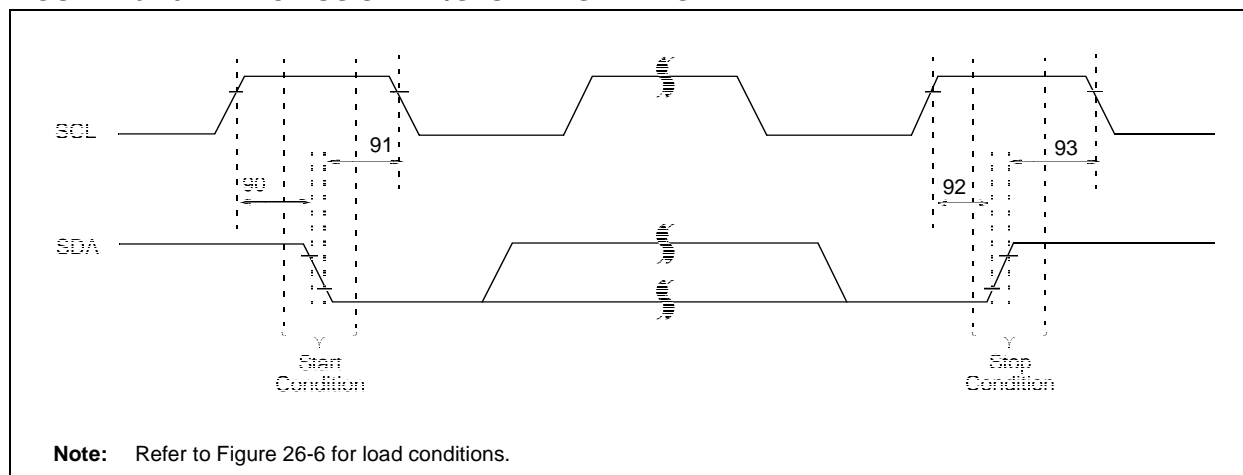 SCL
91
93
90
92
SDA
Start
Condition
Stop
Condition
Note: Refer to Figure 26-6 for load conditions.